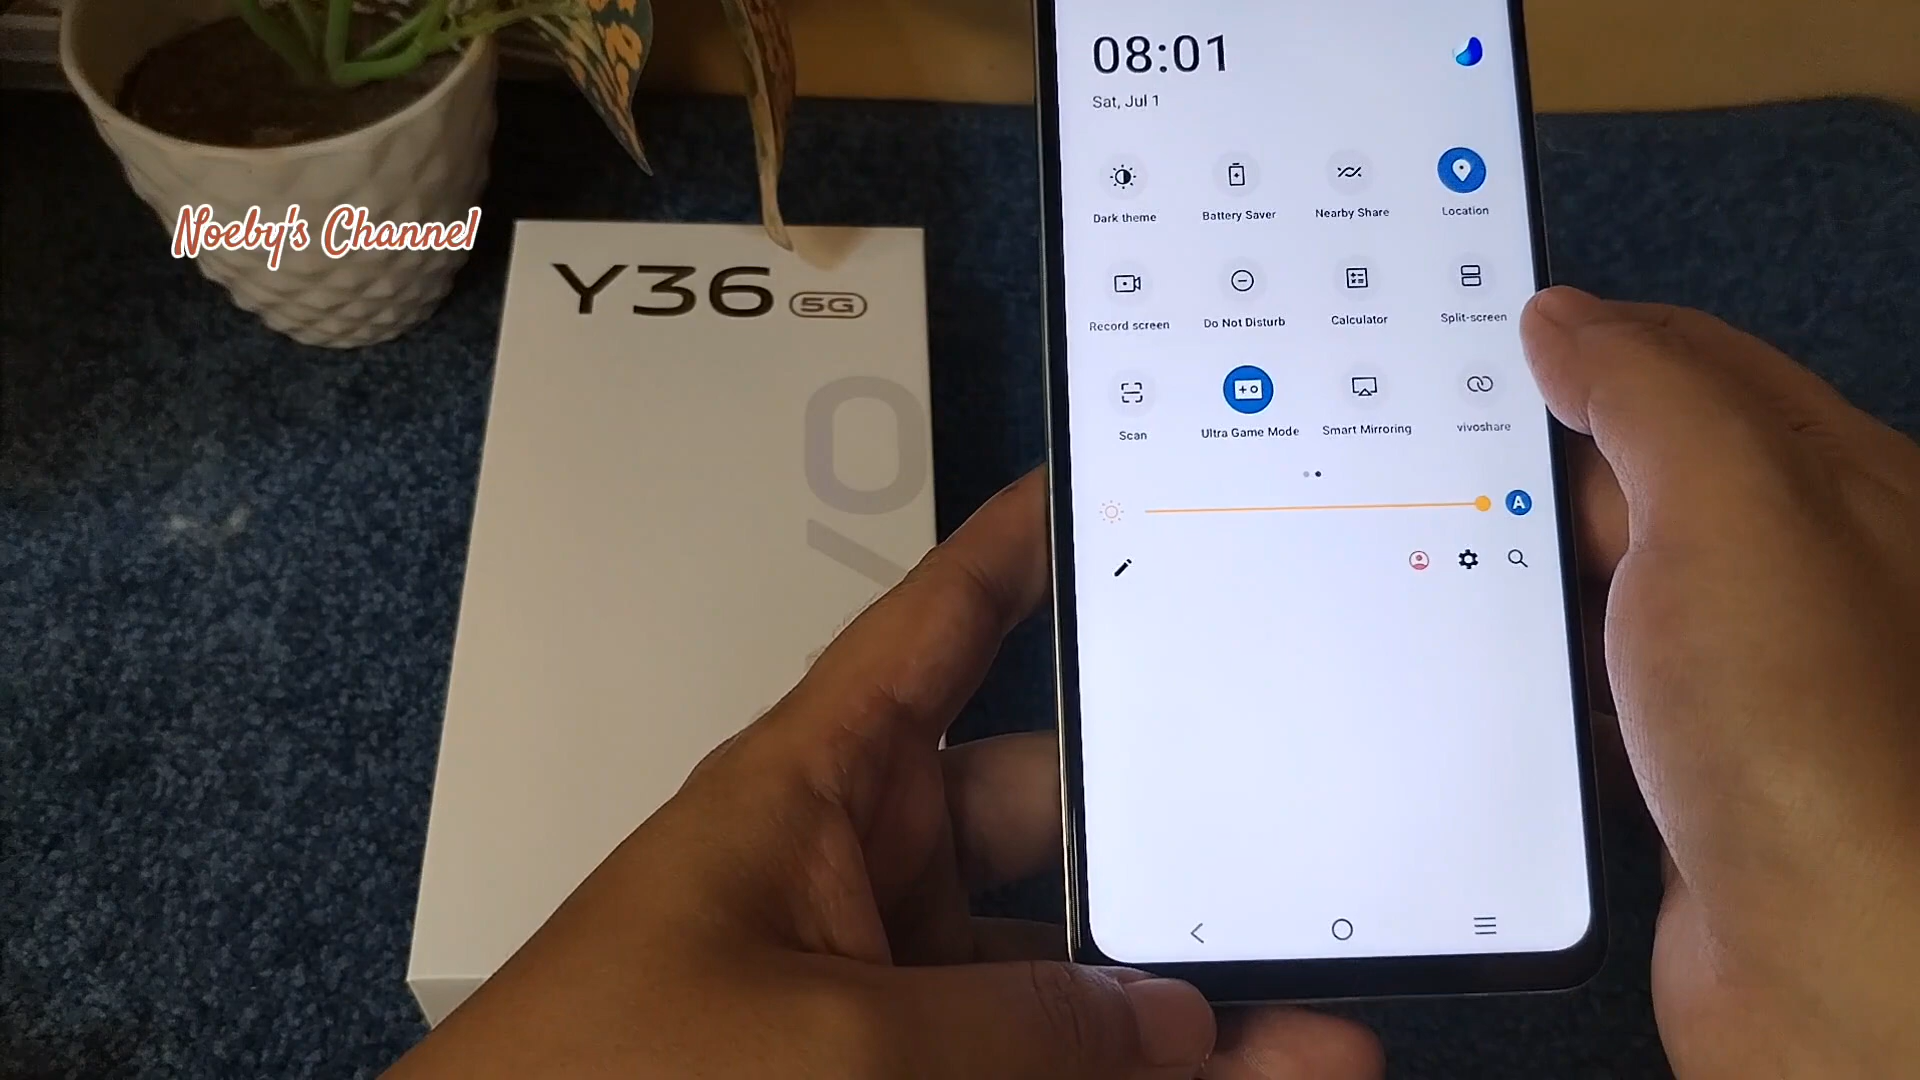 Noeby's Channel
Y36 5G
vivo
08:01
Sat, Jul 1
Dark theme
Battery Saver
Nearby Share
Location
Record screen
Do Not Disturb
Calculator
Split-screen
Scan
Ultra Game Mode
Smart Mirroring
vivoshare
A